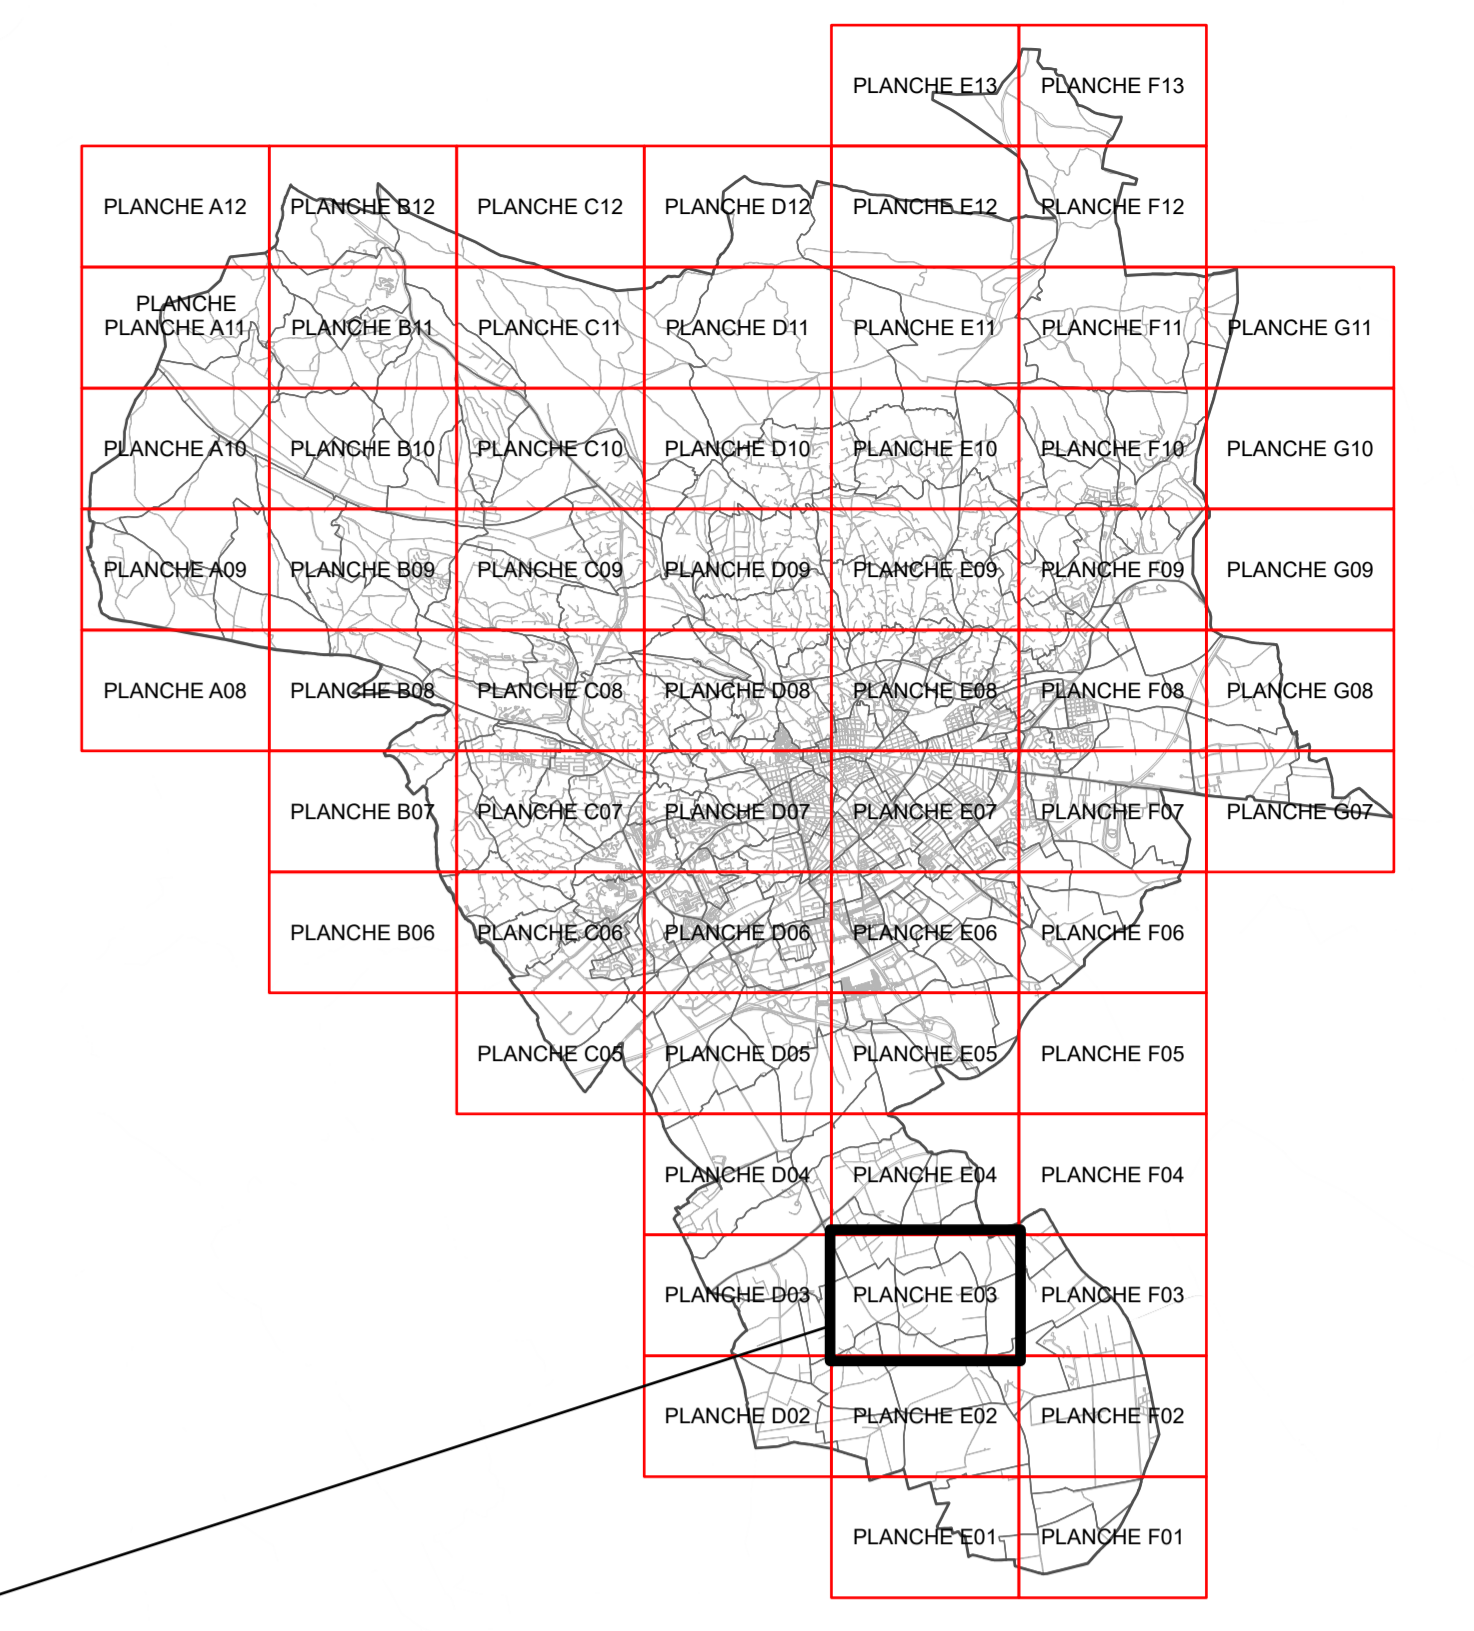 PLANCHE E13
PLANCHE F13
PLANCHE A12
PLANCHE B12
PLANCHE C12
PLANCHE D12
PLANCHE E12
PLANCHE F12
PLANCHE
PLANCHE A11
PLANCHE B11
PLANCHE C11
PLANCHE D11
PLANCHE E11
PLANCHE F11
PLANCHE G11
PLANCHE A10
PLANCHE B10
PLANCHE C10
PLANCHE D10
PLANCHE E10
PLANCHE F10
PLANCHE G10
PLANCHE A09
PLANCHE B09
PLANCHE C09
PLANCHE D09
PLANCHE E09
PLANCHE F09
PLANCHE G09
PLANCHE A08
PLANCHE B08
PLANCHE C08
PLANCHE D08
PLANCHE E08
PLANCHE F08
PLANCHE G08
PLANCHE B07
PLANCHE C07
PLANCHE D07
PLANCHE E07
PLANCHE F07
PLANCHE G07
PLANCHE B06
PLANCHE C06
PLANCHE D06
PLANCHE E06
PLANCHE F06
PLANCHE C05
PLANCHE D05
PLANCHE E05
PLANCHE F05
PLANCHE D04
PLANCHE E04
PLANCHE F04
PLANCHE D03
PLANCHE E03
PLANCHE F03
PLANCHE D02
PLANCHE E02
PLANCHE F02
PLANCHE E01
PLANCHE F01